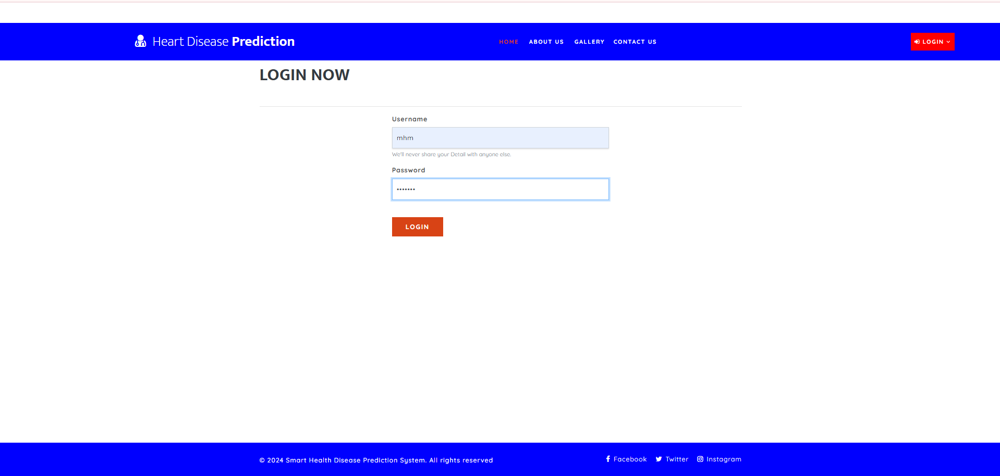 Heart Disease Prediction
HOME ABOUT US GALLERY CONTACT US
LOGIN
LOGIN NOW
Username
mhm
We'll never share your Detail with anyone else.
Password
•••••••
LOGIN
© 2024 Smart Health Disease Prediction System. All rights reserved
Facebook Twitter Instagram